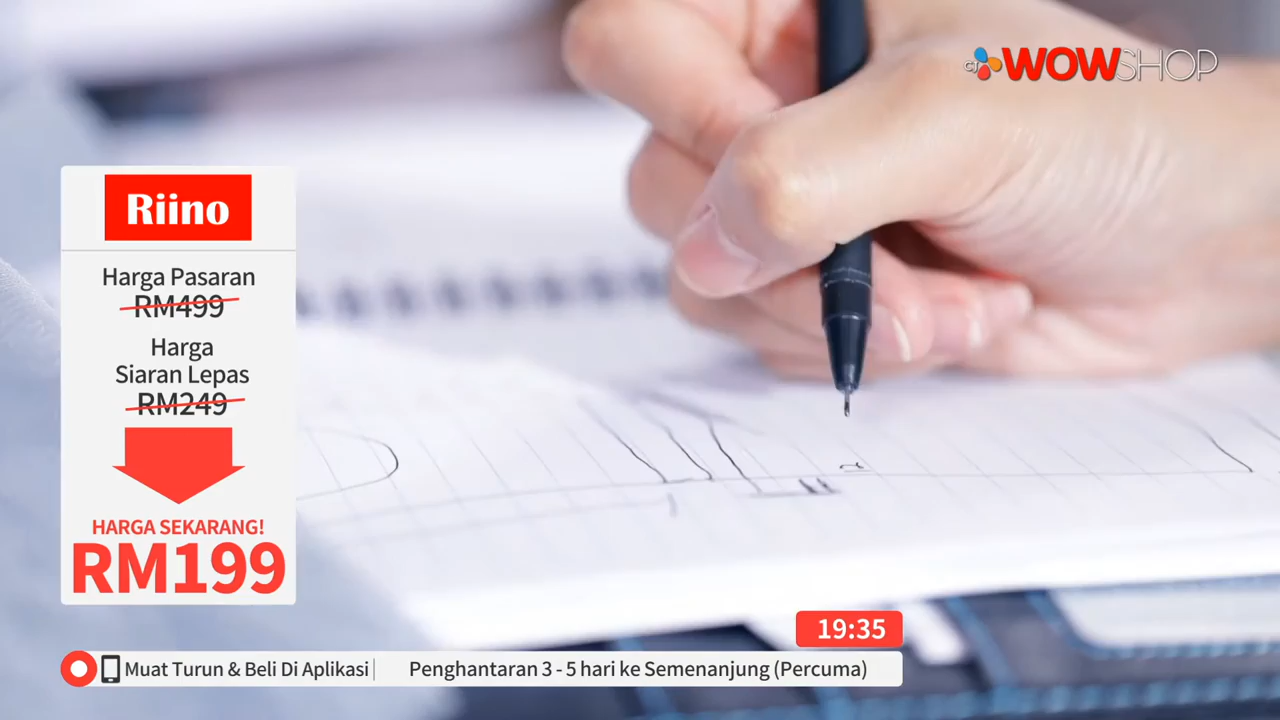 CJ WOWSHOP
Riino
Harga Pasaran
RM499
Harga
Siaran Lepas
RM249
HARGA SEKARANG!
RM199
19:35
Muat Turun & Beli Di Aplikasi
Penghantaran 3 - 5 hari ke Semenanjung (Percuma)